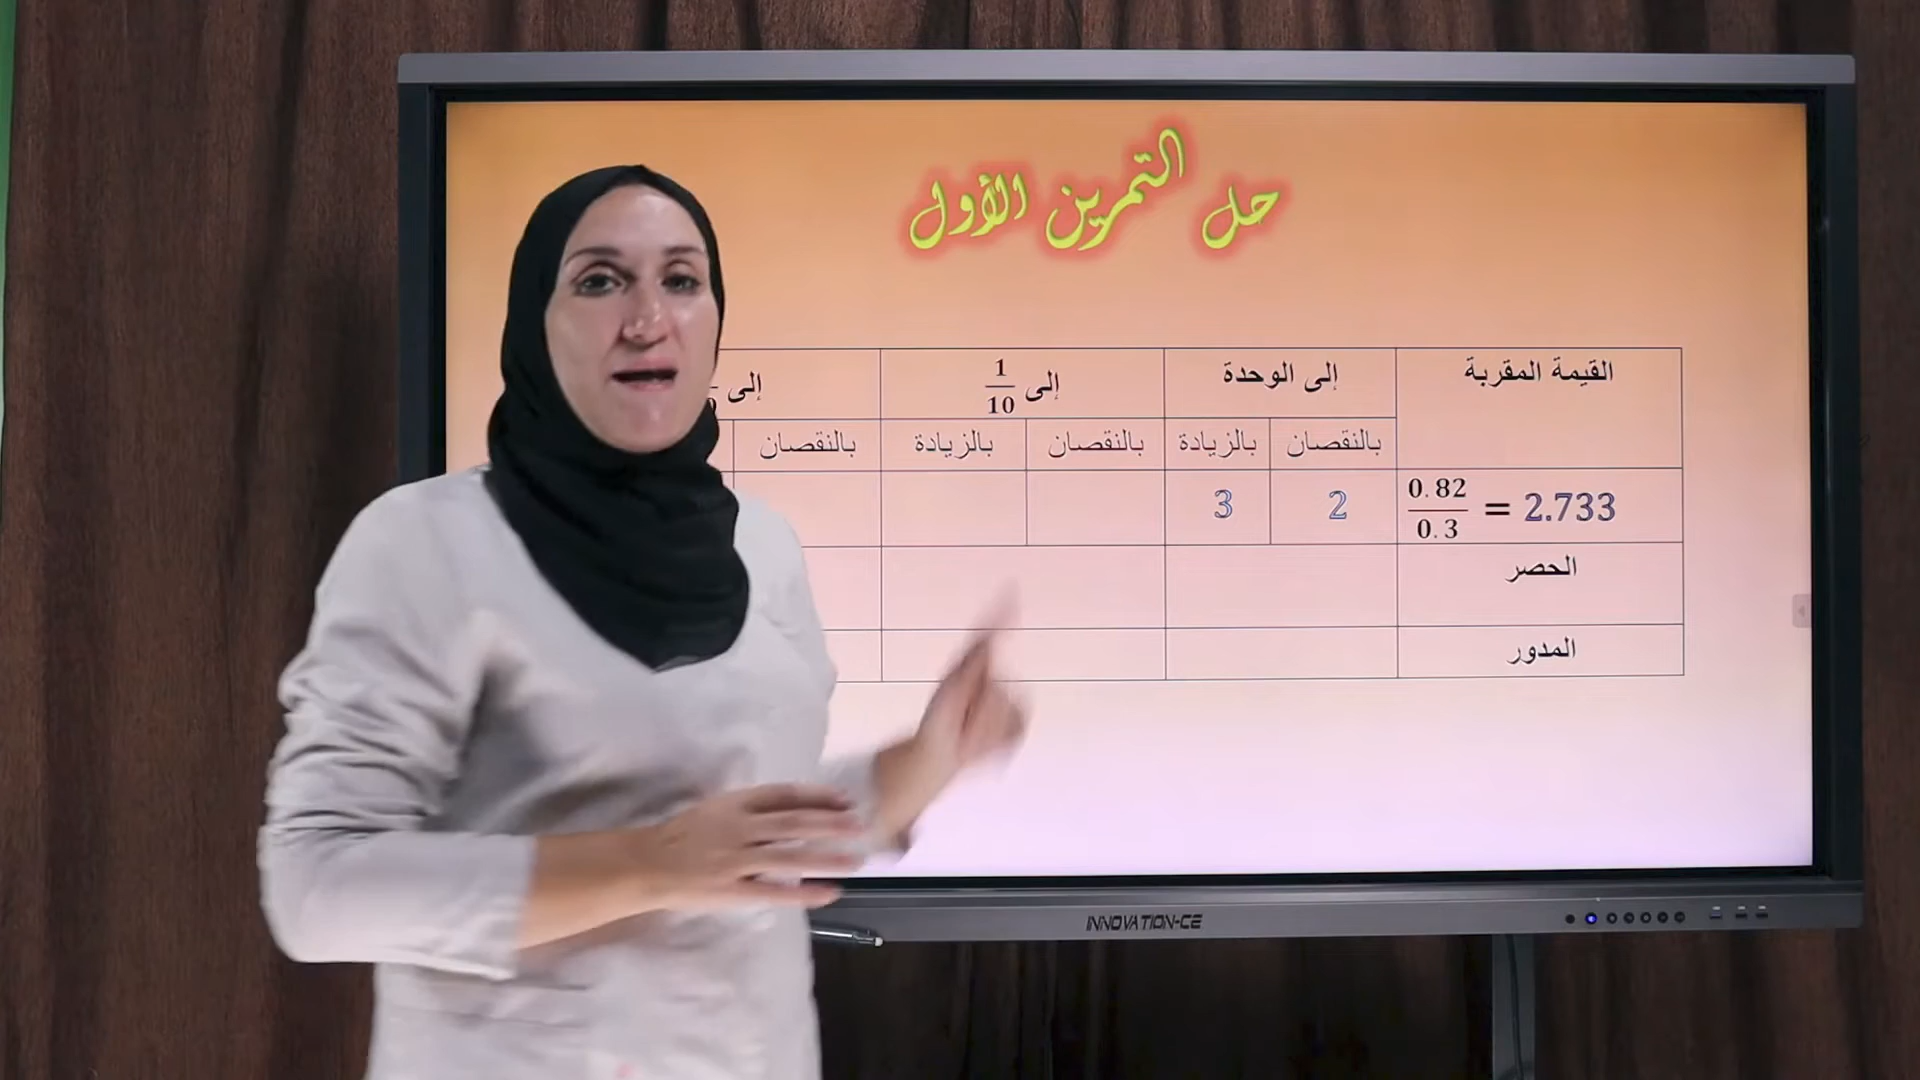 حل التمرين الأول
القيمة المقربة
إلى الوحدة
إلى 1/10
إلى
بالنقصان
بالزيادة
بالنقصان
بالزيادة
بالنقصان
0.82/0.3 = 2.733
2
3
الحصر
المدور
INNOVATION-CE